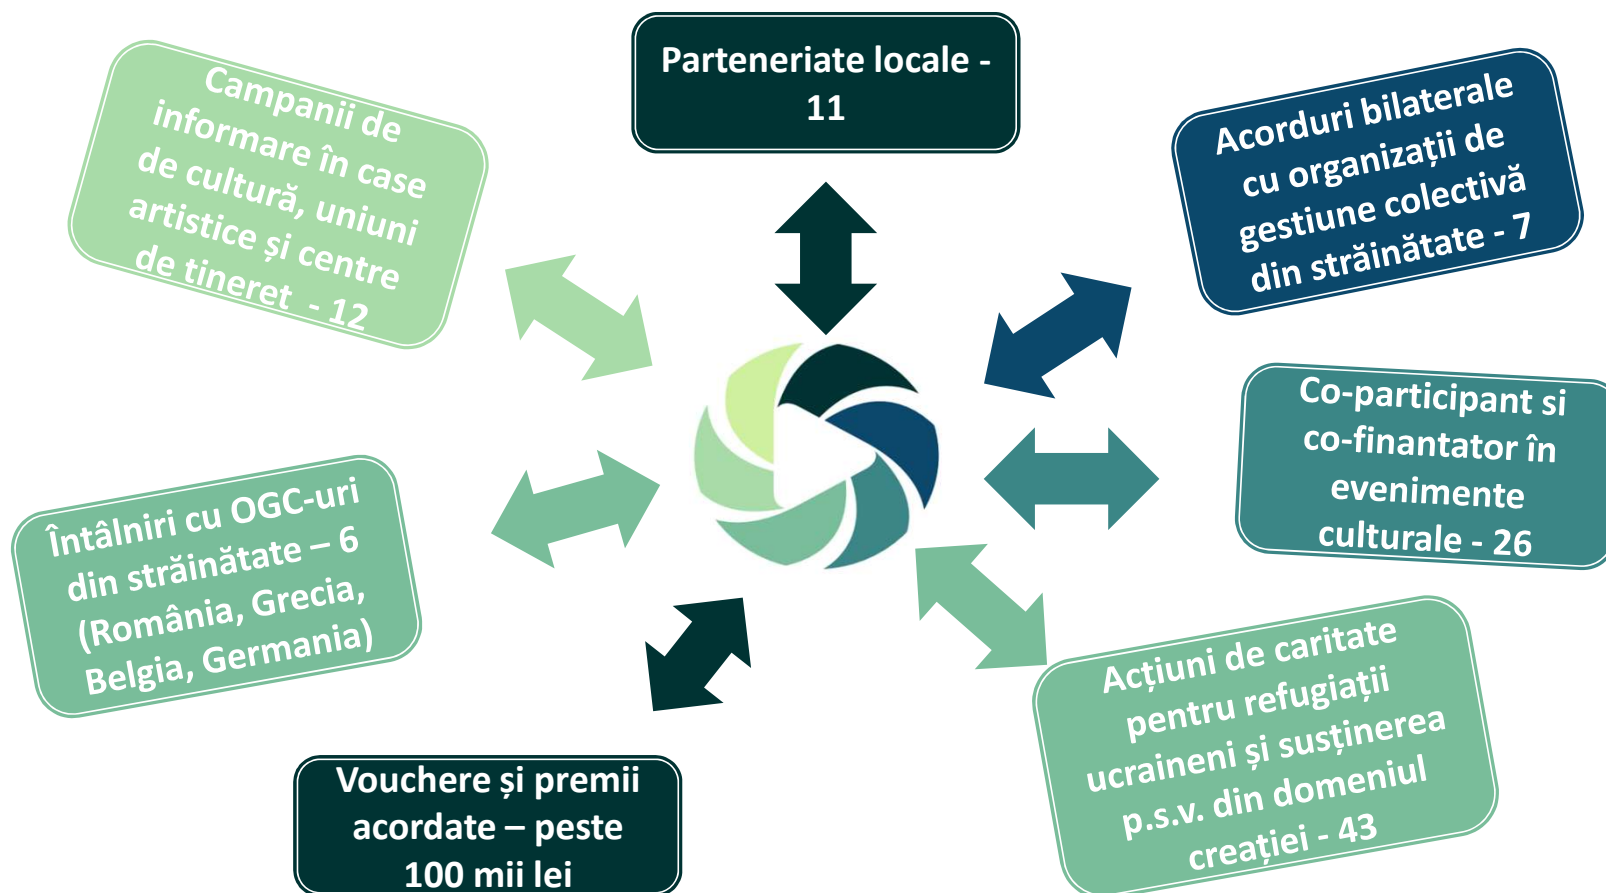 Parteneriate locale -
11
Campanii de
informare în case
de cultură, uniuni
artistice și centre
de tineret - 12
Acorduri bilaterale
cu organizații de
gestiune colectivă
din străinătate - 7
Co-participant si
co-finantator în
evenimente
culturale - 26
Întâlniri cu OGC-uri
din străinătate – 6
(România, Grecia,
Belgia, Germania)
Acțiuni de caritate
pentru refugiații
ucraineni și susținerea
p.s.v. din domeniul
creației - 43
Vouchere și premii
acordate – peste
100 mii lei